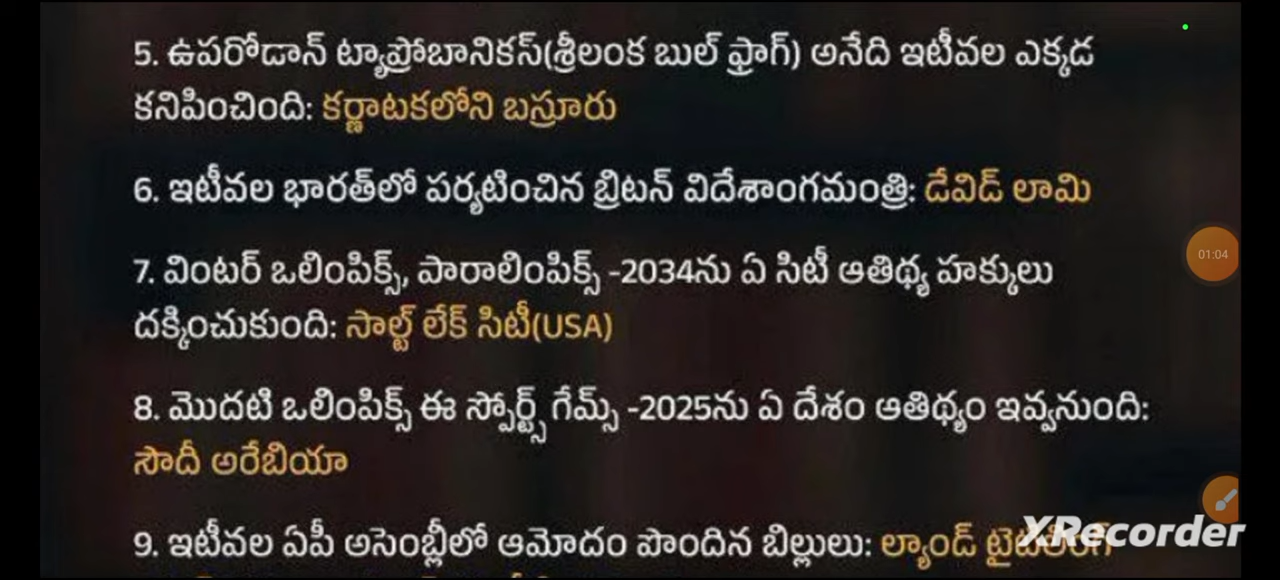 5. ఉపరోడాన్ ట్యాప్రోబానికస్(శ్రీలంక బుల్ ఫ్రాగ్) అనేది ఇటీవల ఎక్కడ
కనిపించింది: కర్ణాటకలోని బస్రూరు
6. ఇటీవల భారత్‌లో పర్యటించిన బ్రిటన్ విదేశాంగమంత్రి: డేవిడ్ లామి
7. వింటర్ ఒలింపిక్స్, పారాలింపిక్స్ -2034ను ఏ సిటీ ఆతిథ్య హక్కులు
దక్కించుకుంది: సాల్ట్ లేక్ సిటీ(USA)
01:04
8. మొదటి ఒలింపిక్స్ ఈ స్పోర్ట్స్ గేమ్స్ -2025ను ఏ దేశం ఆతిథ్యం ఇవ్వనుంది:
సౌదీ అరేబియా
9. ఇటీవల ఏపీ అసెంబ్లీలో ఆమోదం పొందిన బిల్లులు: ల్యాండ్ టైటిలింగ్
XRecorder